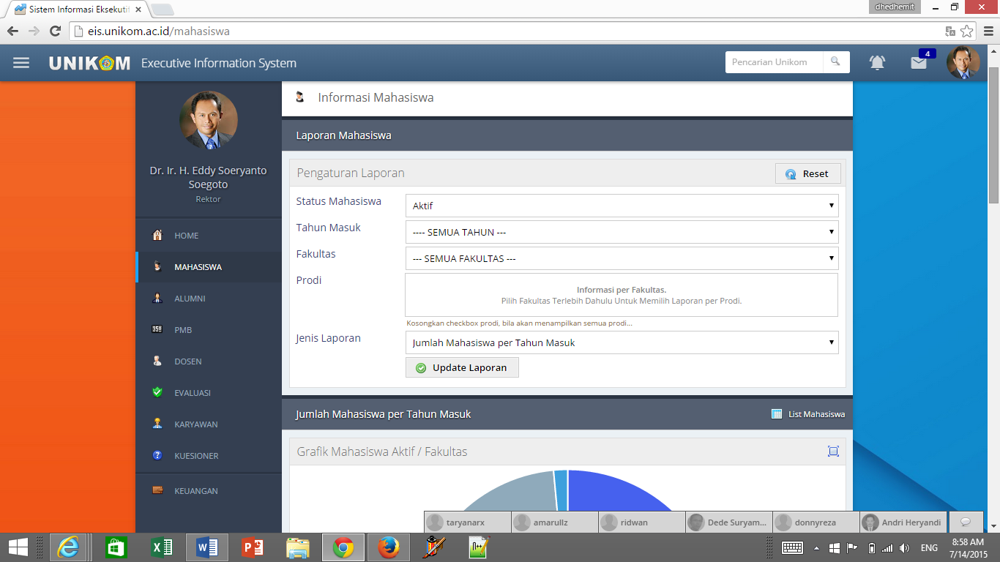 Sistem Informasi Eksekutif
dhedhemit
eis.unikom.ac.id/mahasiswa
UNIKOM
Executive Information System
Pencarian Unikom
4
Dr. Ir. H. Eddy Soeryanto
Soegoto
Rektor
HOME
MAHASISWA
ALUMNI
PMB
DOSEN
EVALUASI
KARYAWAN
KUESIONER
KEUANGAN
Informasi Mahasiswa
Laporan Mahasiswa
Pengaturan Laporan
Reset
Status Mahasiswa
Aktif
Tahun Masuk
---- SEMUA TAHUN ---
Fakultas
--- SEMUA FAKULTAS ---
Prodi
Informasi per Fakultas.
Pilih Fakultas Terlebih Dahulu Untuk Memilih Laporan per Prodi.
Kosongkan checkbox prodi, bila akan menampilkan semua prodi...
Jenis Laporan
Jumlah Mahasiswa per Tahun Masuk
Update Laporan
Jumlah Mahasiswa per Tahun Masuk
List Mahasiswa
Grafik Mahasiswa Aktif / Fakultas
taryanarx
amarullz
ridwan
Dede Suryam...
donnyreza
Andri Heryandi
ENG
8:58 AM
7/14/2015